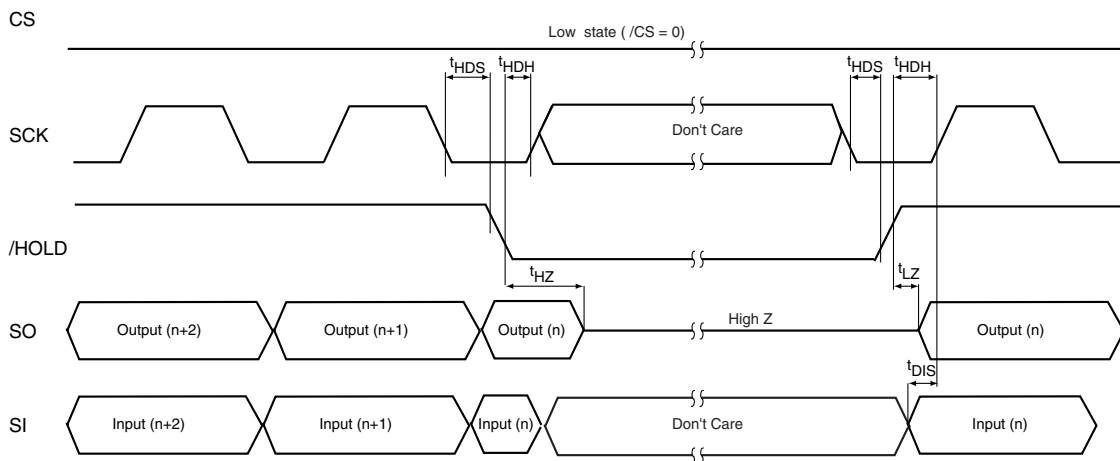 CS
Low state ( /CS = 0)
tHDS tHDH tHDS tHDH
SCK
Don't Care
/HOLD
tHZ tLZ
SO
Output (n+2) Output (n+1) Output (n) High Z Output (n)
tDIS
SI
Input (n+2) Input (n+1) Input (n) Don't Care Input (n)